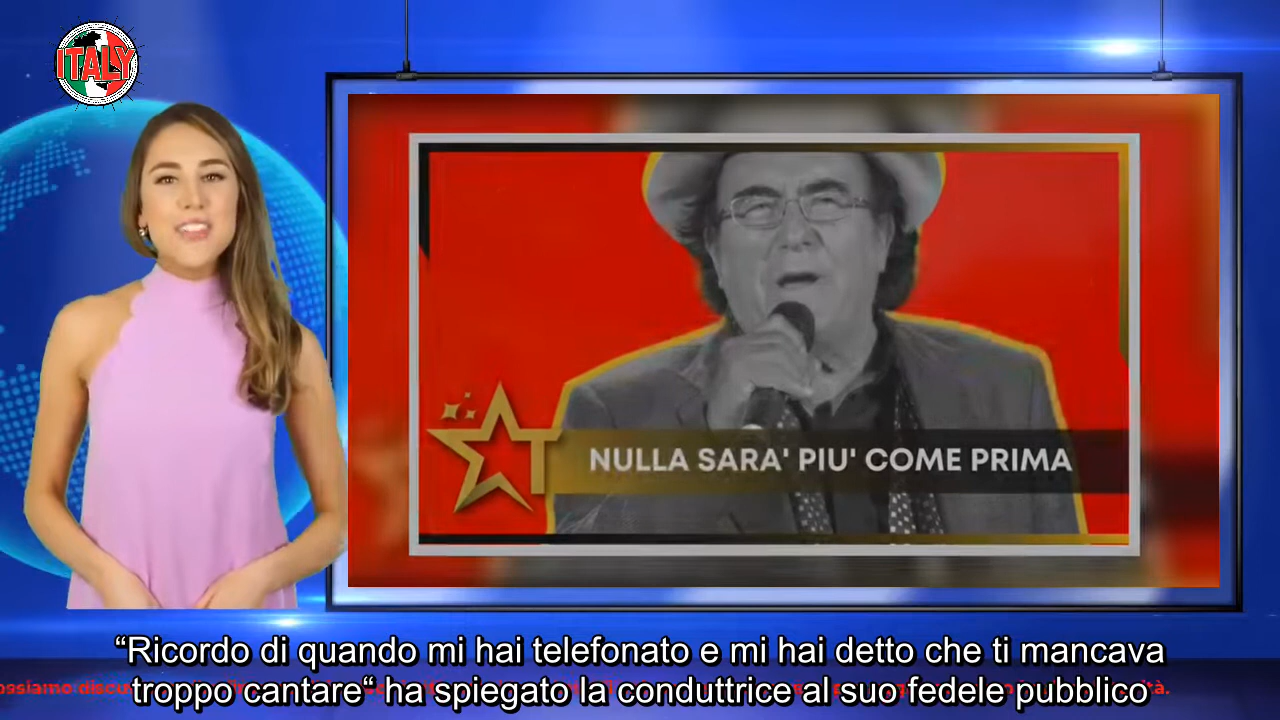 ITALY
NULLA SARA' PIU' COME PRIMA
“Ricordo di quando mi hai telefonato e mi hai detto che ti mancava
troppo cantare“ ha spiegato la conduttrice al suo fedele pubblico